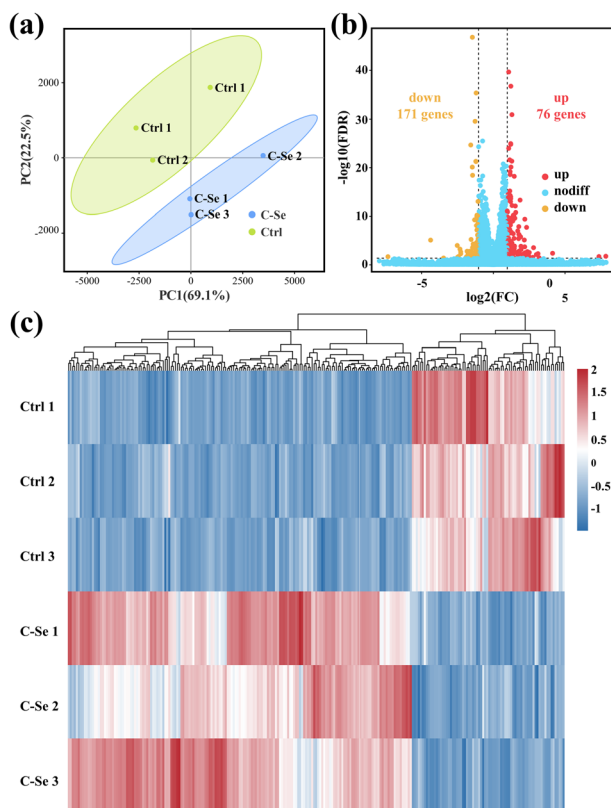 (a)
PC2(22.5%)
2000
0
-2000
Ctrl 1
Ctrl 1
Ctrl 2
C-Se 2
C-Se 1
C-Se 3
C-Se
Ctrl
-5000
-2500
0
2500
5000
PC1(69.1%)
(b)
-log10(FDR)
40
30
20
10
0
down
171 genes
up
76 genes
up
nodiff
down
-5
0
5
log2(FC)
(c)
Ctrl 1
Ctrl 2
Ctrl 3
C-Se 1
C-Se 2
C-Se 3
2
1
0.5
0
-0.5
-1